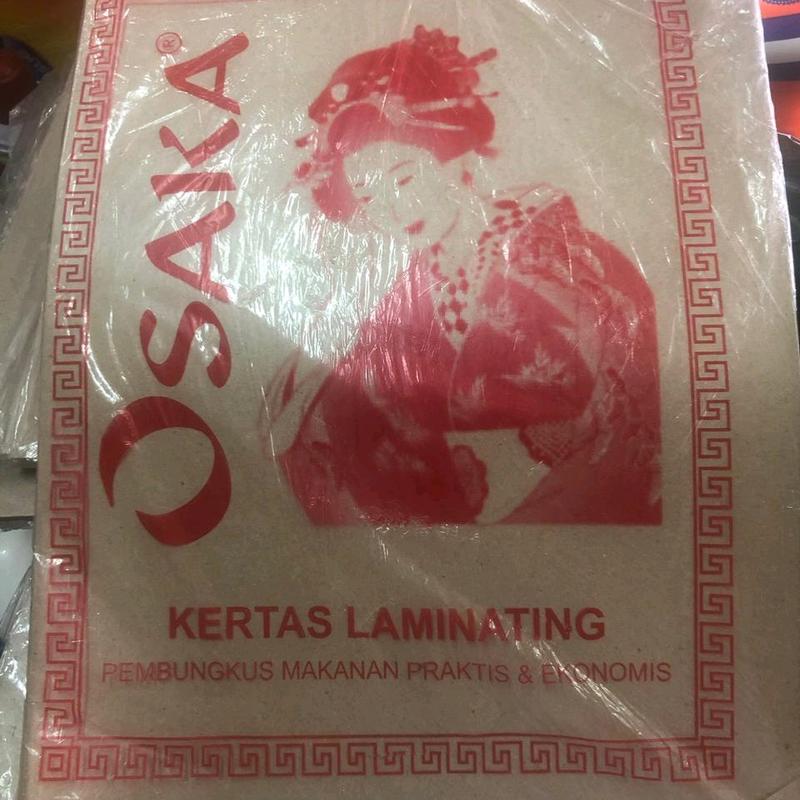 OSAKA®
KERTAS LAMINATING
PEMBUNGKUS MAKANAN PRAKTIS & EKONOMIS